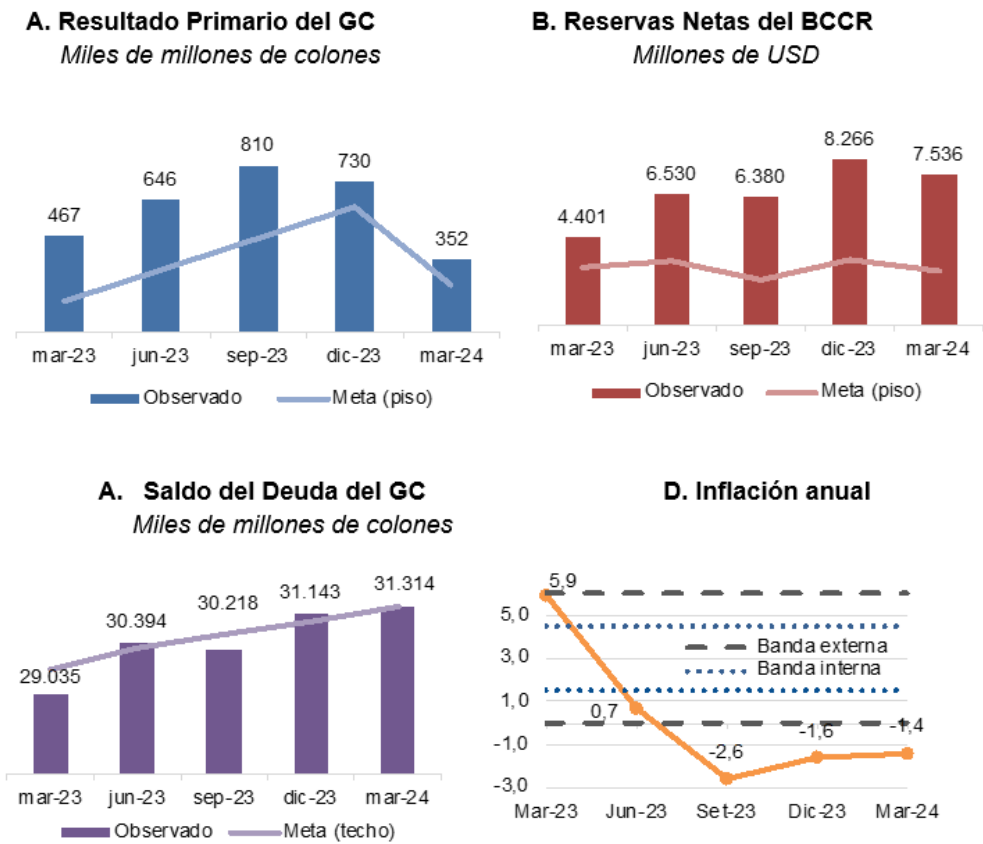 A. Resultado Primario del GC
Miles de millones de colones
467
646
810
730
352
mar-23 jun-23 sep-23 dic-23 mar-24
Observado Meta (piso)
B. Reservas Netas del BCCR
Millones de USD
4.401
6.530
6.380
8.266
7.536
mar-23 jun-23 sep-23 dic-23 mar-24
Observado Meta (piso)
A. Saldo del Deuda del GC
Miles de millones de colones
29.035
30.394
30.218
31.143
31.314
mar-23 jun-23 sep-23 dic-23 mar-24
Observado Meta (techo)
D. Inflación anual
5,9
5,0
3,0
1,0
-1,0
-3,0
Banda externa
Banda interna
0,7
-2,6
-1,6
-1,4
Mar-23 Jun-23 Set-23 Dic-23 Mar-24